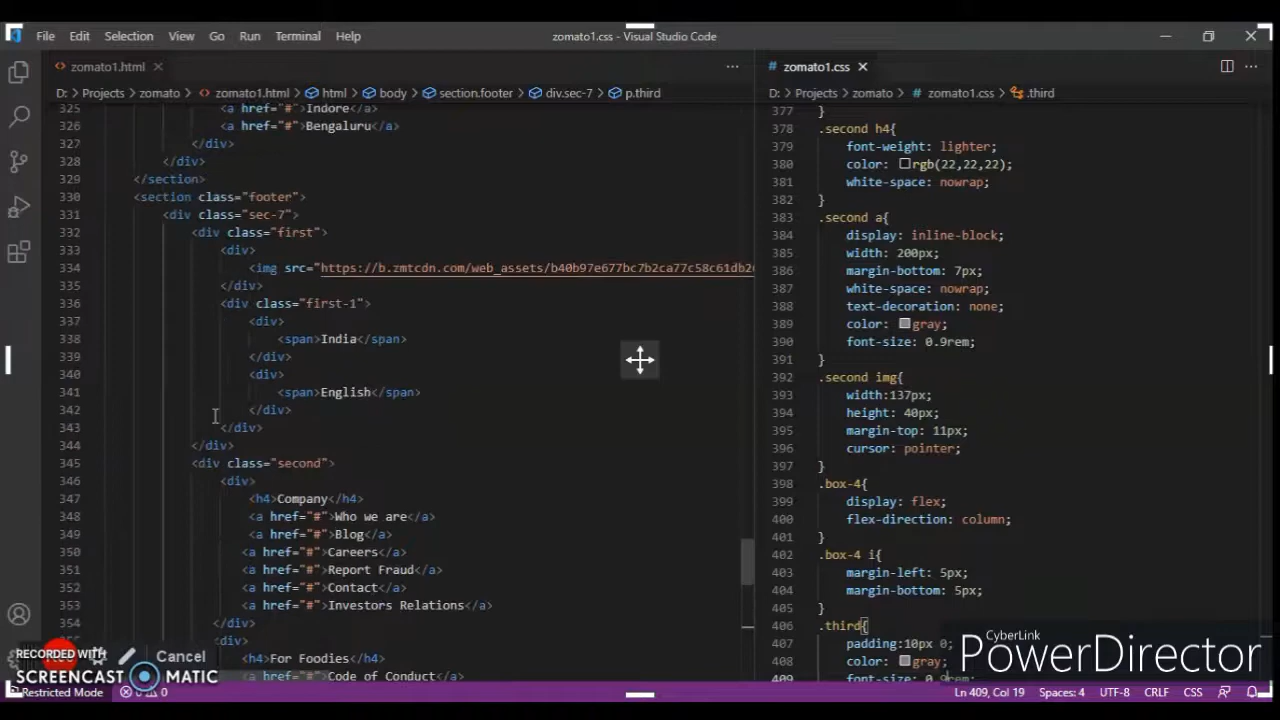 File Edit Selection View Go Run Terminal Help
zomato1.css - Visual Studio Code
zomato1.html
D: > Projects > zomato > zomato1.html > html > body > section.footer > div.sec-7 > p.third
325 <a href="#">Indore</a>
326 <a href="#">Bengaluru</a>
327 </div>
328 </div>
329 </section>
330 <section class="footer">
331 <div class="sec-7">
332 <div class="first">
333 <div>
334 <img src="https://b.zmtcdn.com/web_assets/b40b97e677bc7b2ca77c58c61db2
335 </div>
336 <div class="first-1">
337 <div>
338 <span>India</span>
339 </div>
340 <div>
341 <span>English</span>
342 </div>
343 </div>
344 </div>
345 <div class="second">
346 <div>
347 <h4>Company</h4>
348 <a href="#">Who we are</a>
349 <a href="#">Blog</a>
350 <a href="#">Careers</a>
351 <a href="#">Report Fraud</a>
352 <a href="#">Contact</a>
353 <a href="#">Investors Relations</a>
354 </div>
<div>
<h4>For Foodies</h4>
<a href="#">Code of Conduct</a>
zomato1.css
D: > Projects > zomato > zomato1.css > .third
377 }
378 .second h4{
379 font-weight: lighter;
380 color: rgb(22,22,22);
381 white-space: nowrap;
382 }
383 .second a{
384 display: inline-block;
385 width: 200px;
386 margin-bottom: 7px;
387 white-space: nowrap;
388 text-decoration: none;
389 color: gray;
390 font-size: 0.9rem;
391 }
392 .second img{
393 width:137px;
394 height: 40px;
395 margin-top: 11px;
396 cursor: pointer;
397 }
398 .box-4{
399 display: flex;
400 flex-direction: column;
401 }
402 .box-4 i{
403 margin-left: 5px;
404 margin-bottom: 5px;
405 }
406 .third{
407 padding:10px 0;
408 color: gray;
409 font-size: 0.9rem;
RECORDED WITH
SCREENCAST MATIC
Cancel
CyberLink
PowerDirector
Restricted Mode 0 0
Ln 409, Col 19 Spaces: 4 UTF-8 CRLF CSS